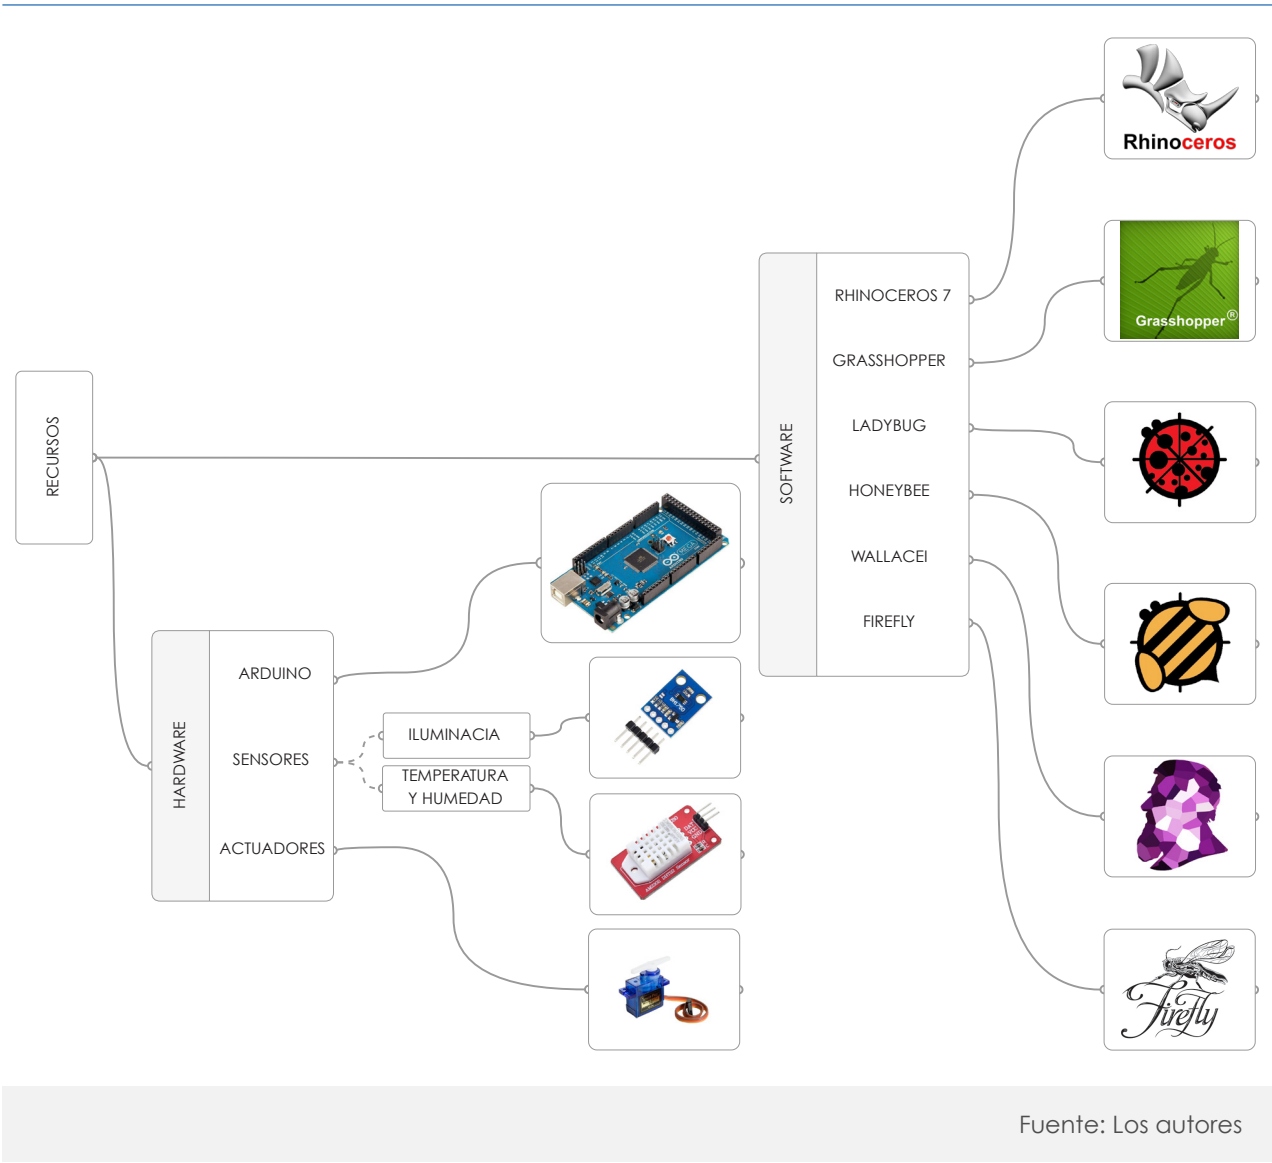 RECURSOS
HARDWARE
ARDUINO
SENSORES
ACTUADORES
ILUMINACIA
TEMPERATURA
Y HUMEDAD
SOFTWARE
RHINOCEROS 7
GRASSHOPPER
LADYBUG
HONEYBEE
WALLACEI
FIREFLY
Rhinoceros
Grasshopper®
Firefly
Fuente: Los autores